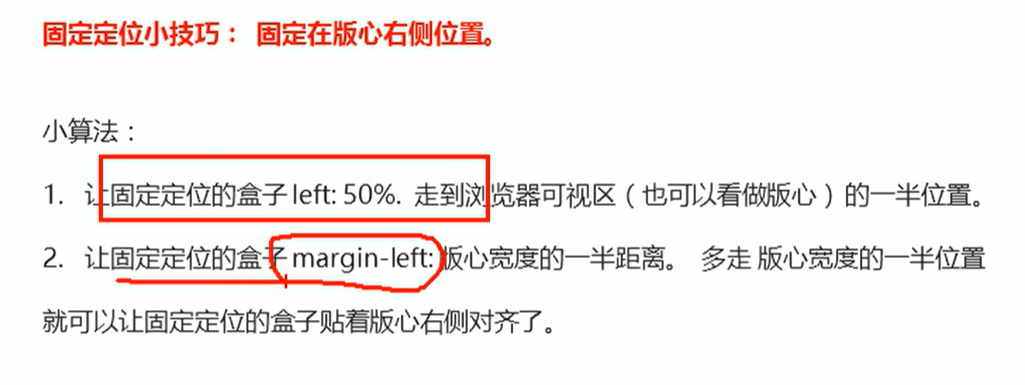 固定定位小技巧： 固定在版心右侧位置。
小算法：
1. 让固定定位的盒子 left: 50%. 走到浏览器可视区（也可以看做版心）的一半位置。
2. 让固定定位的盒子 margin-left: 版心宽度的一半距离。 多走 版心宽度的一半位置
就可以让固定定位的盒子贴着版心右侧对齐了。